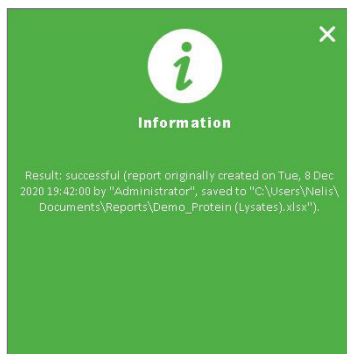 Information
Result: successful (report originally created on Tue, 8 Dec
2020 19:42:00 by "Administrator", saved to "C:\Users\Nelis\
Documents\Reports\Demo_Protein (Lysates).xlsx").